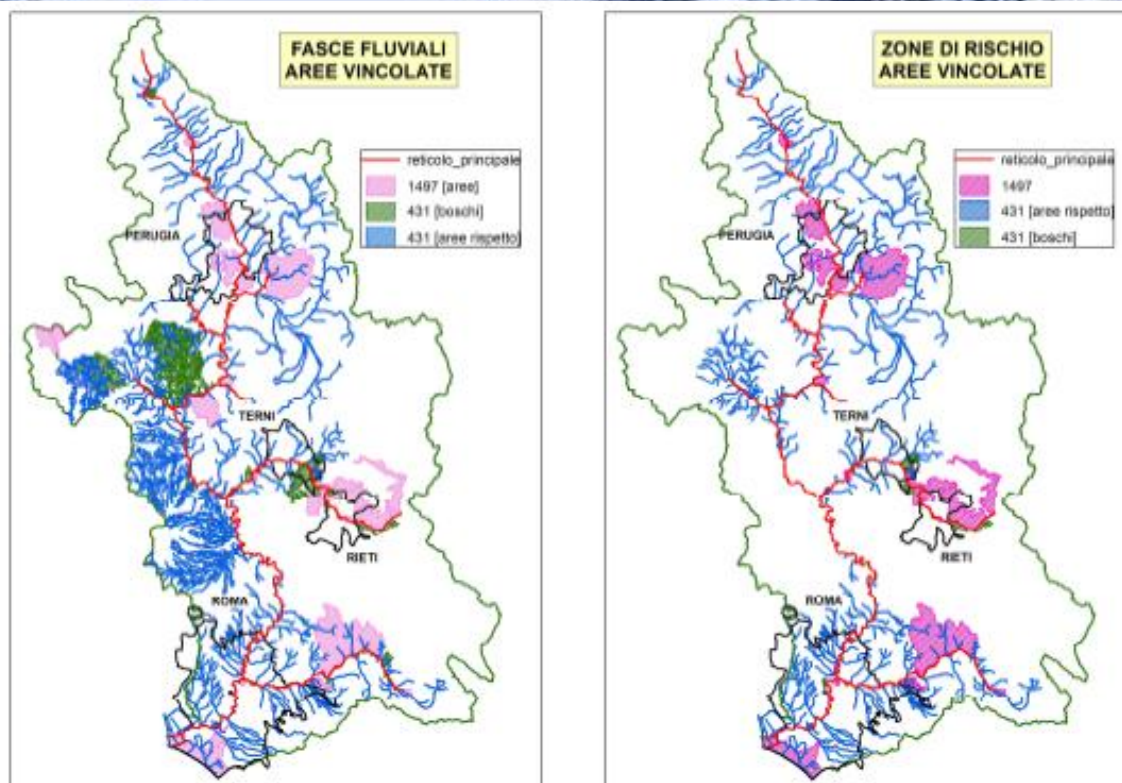 FASCE FLUVIALI
AREE VINCOLATE
reticolo_principale
1497 [aree]
431 [boschi]
431 [aree rispetto]
PERUGIA
TERNI
RIETI
ROMA
ZONE DI RISCHIO
AREE VINCOLATE
reticolo_principale
1497
431 [aree rispetto]
431 [boschi]
PERUGIA
TERNI
RIETI
ROMA